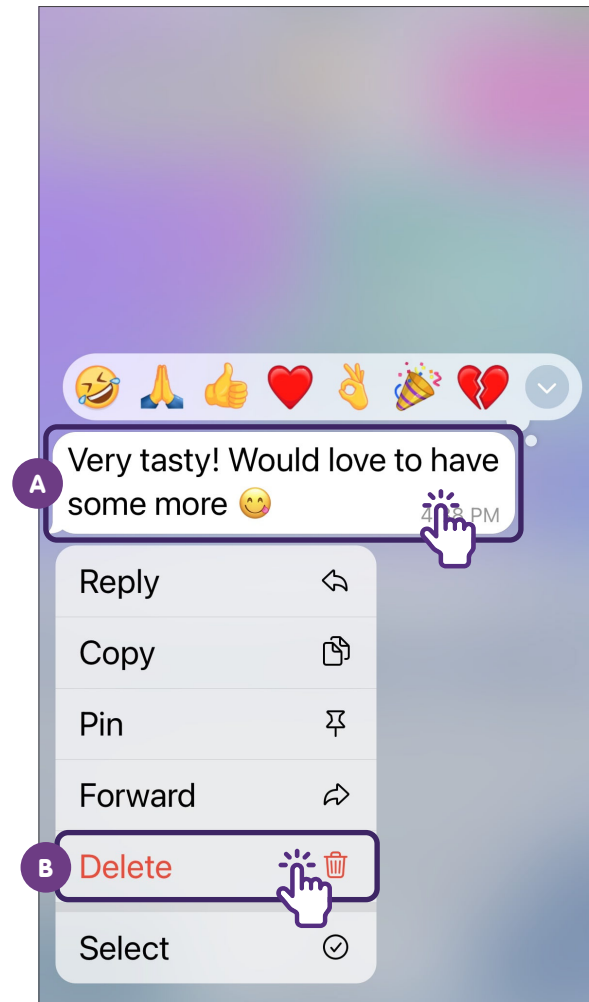 A
Very tasty! Would love to have
some more 😋
PM
Reply
Copy
Pin
Forward
B
Delete
Select